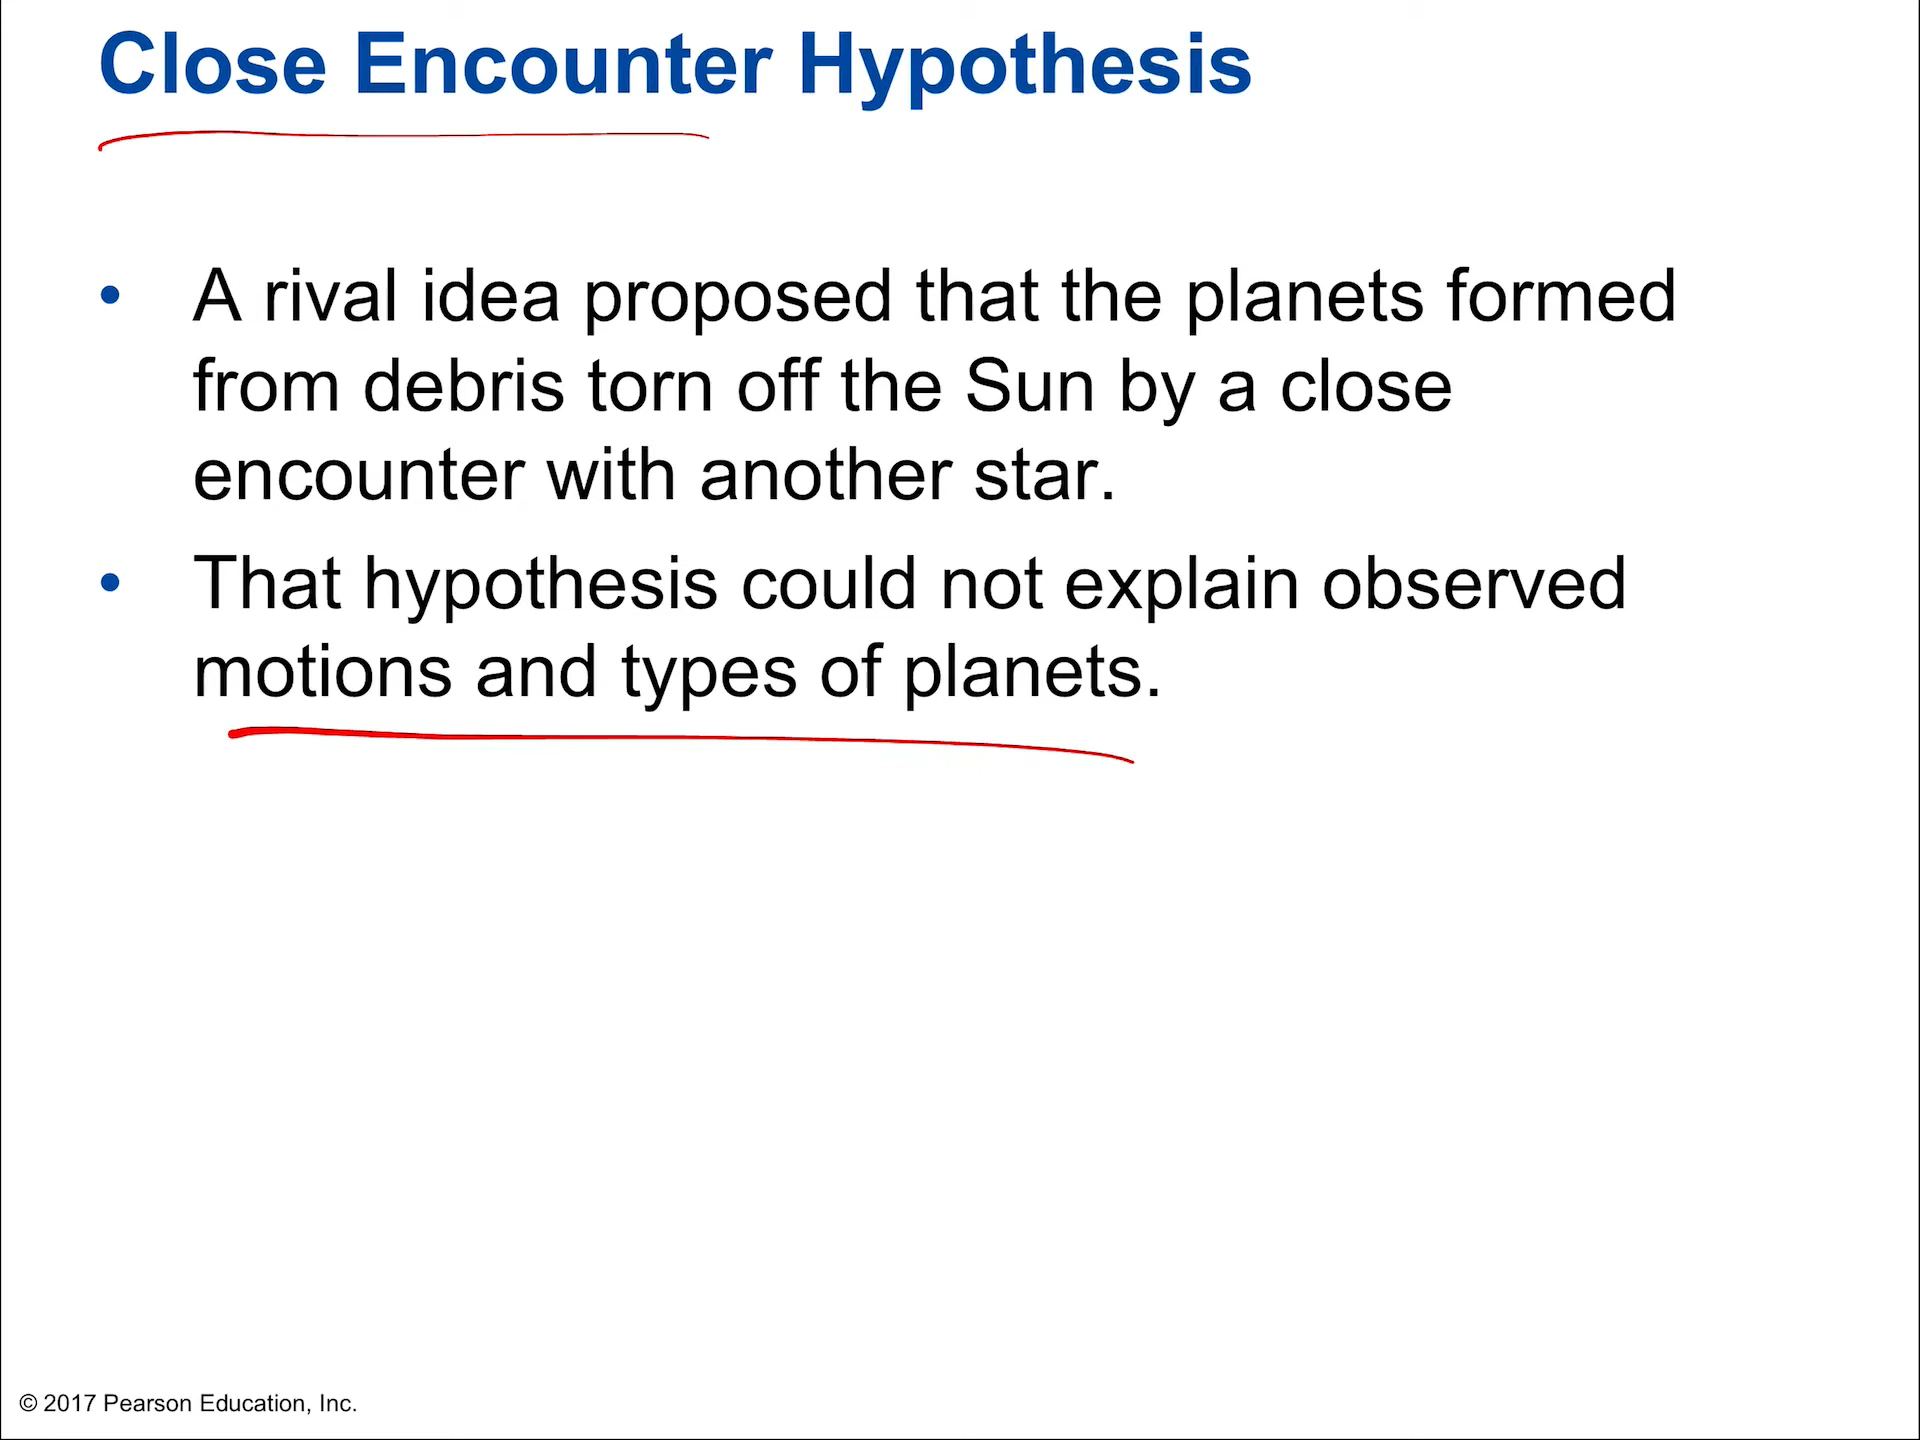 Close Encounter Hypothesis
• A rival idea proposed that the planets formed
from debris torn off the Sun by a close
encounter with another star.
• That hypothesis could not explain observed
motions and types of planets.
© 2017 Pearson Education, Inc.